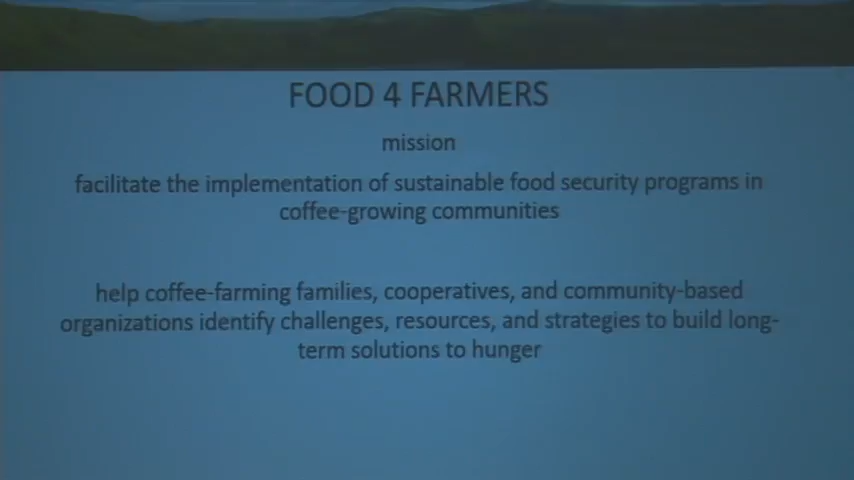 FOOD 4 FARMERS
mission
facilitate the implementation of sustainable food security programs in
coffee-growing communities
help coffee-farming families, cooperatives, and community-based
organizations identify challenges, resources, and strategies to build long-
term solutions to hunger